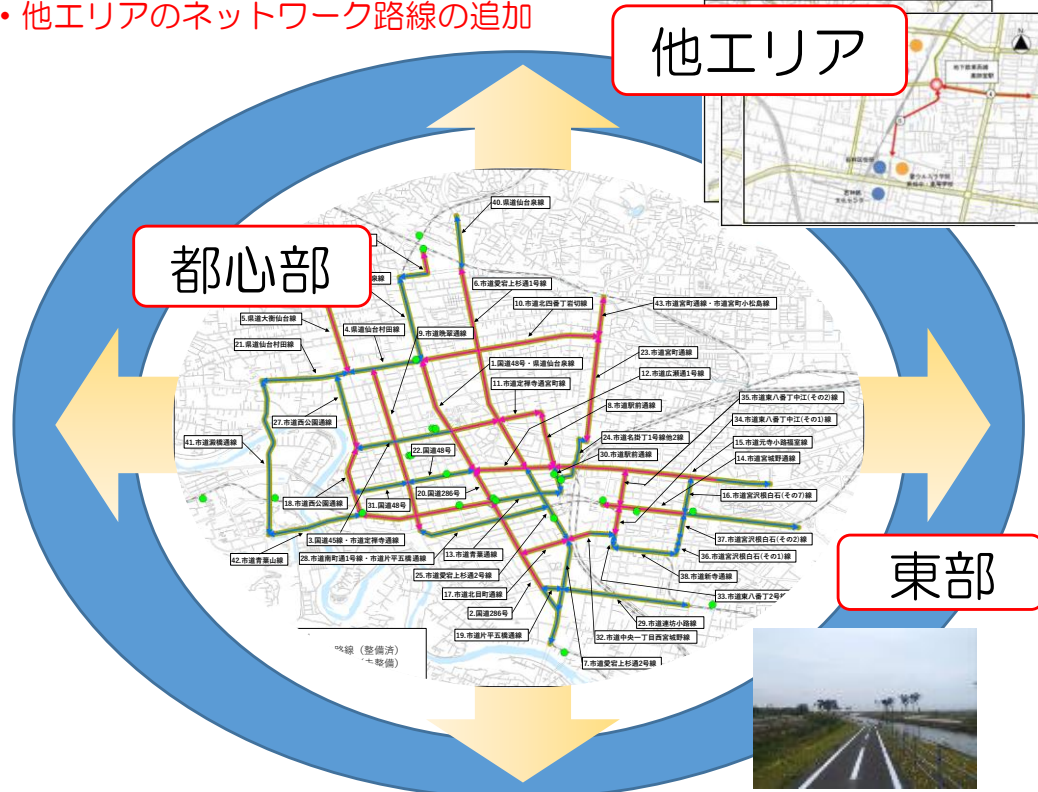 ・他エリアのネットワーク路線の追加
他エリア
都心部
東部
40.県道仙台泉線
6.市道愛宕上杉通1号線
10.市道北四番丁岩切線
43.市道宮町通線・市道宮町小松島線
5.県道大衡仙台線
4.県道仙台村田線
9.市道晩翠通線
21.県道仙台村田線
1.国道48号・県道仙台泉線
23.市道宮町通線
11.市道定禅寺通宮町線
12.市道広瀬通1号線
8.市道駅前通線
35.市道東八番丁中江(その2)線
34.市道東八番丁中江(その1)線
27.市道西公園通線
24.市道名掛丁1号線他2線
15.市道元寺小路福室線
41.市道澱橋通線
22.国道48号
30.市道駅前通線
14.市道宮城野通線
20.国道286号
16.市道宮沢根白石(その7)線
18.市道西公園通線
31.国道48号
3.国道45線・市道定禅寺通線
37.市道宮沢根白石(その2)線
42.市道青葉山線
28.市道南町通1号線・市道片平五橋通線
13.市道青葉通線
36.市道宮沢根白石(その1)線
25.市道愛宕上杉通2号線
38.市道新寺通線
17.市道北目町通線
33.市道東八番丁2号
2.国道286号
29.市道連坊小路線
19.市道片平五橋通線
32.市道中央一丁目西宮城野線
7.市道愛宕上杉通2号線
路線（整備済）